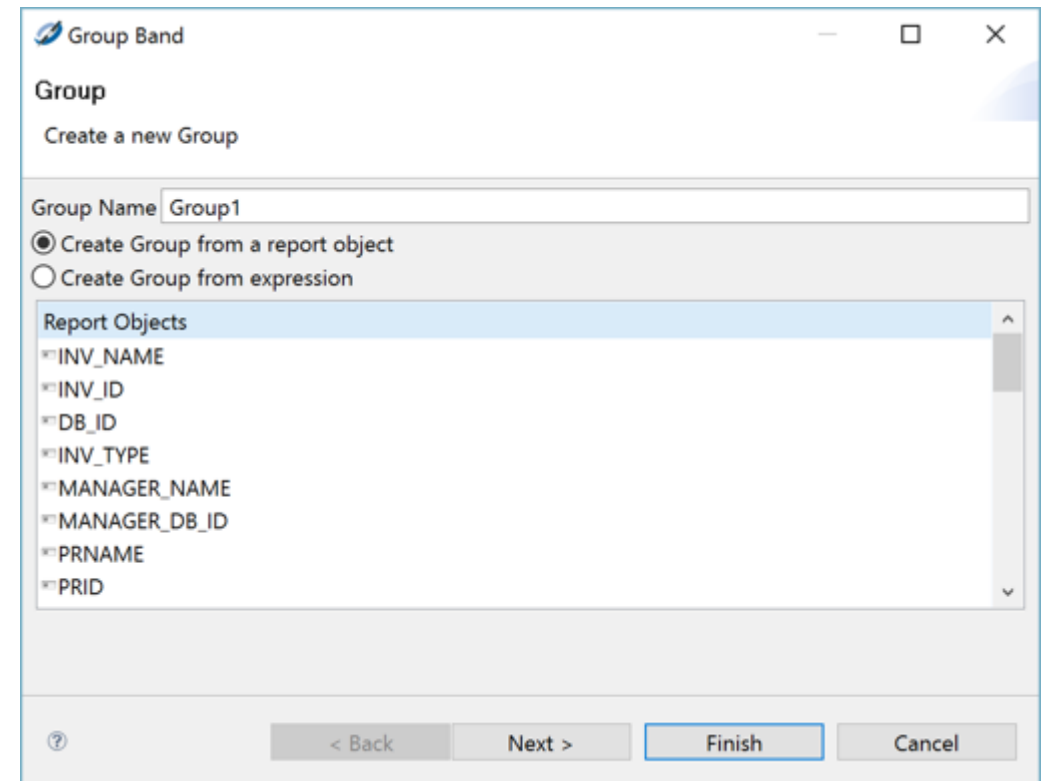 Group Band
Group
Create a new Group
Group Name Group1
Create Group from a report object
Create Group from expression
Report Objects
INV_NAME
INV_ID
DB_ID
INV_TYPE
MANAGER_NAME
MANAGER_DB_ID
PRNAME
PRID
? < Back Next > Finish Cancel